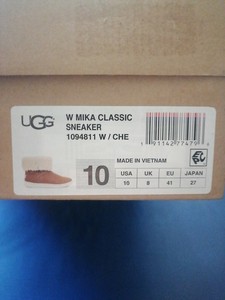 UGG
W MIKA CLASSIC
SNEAKER
1094811 W / CHE
10
MADE IN VIETNAM
USA UK EU JAPAN
10 8 41 27